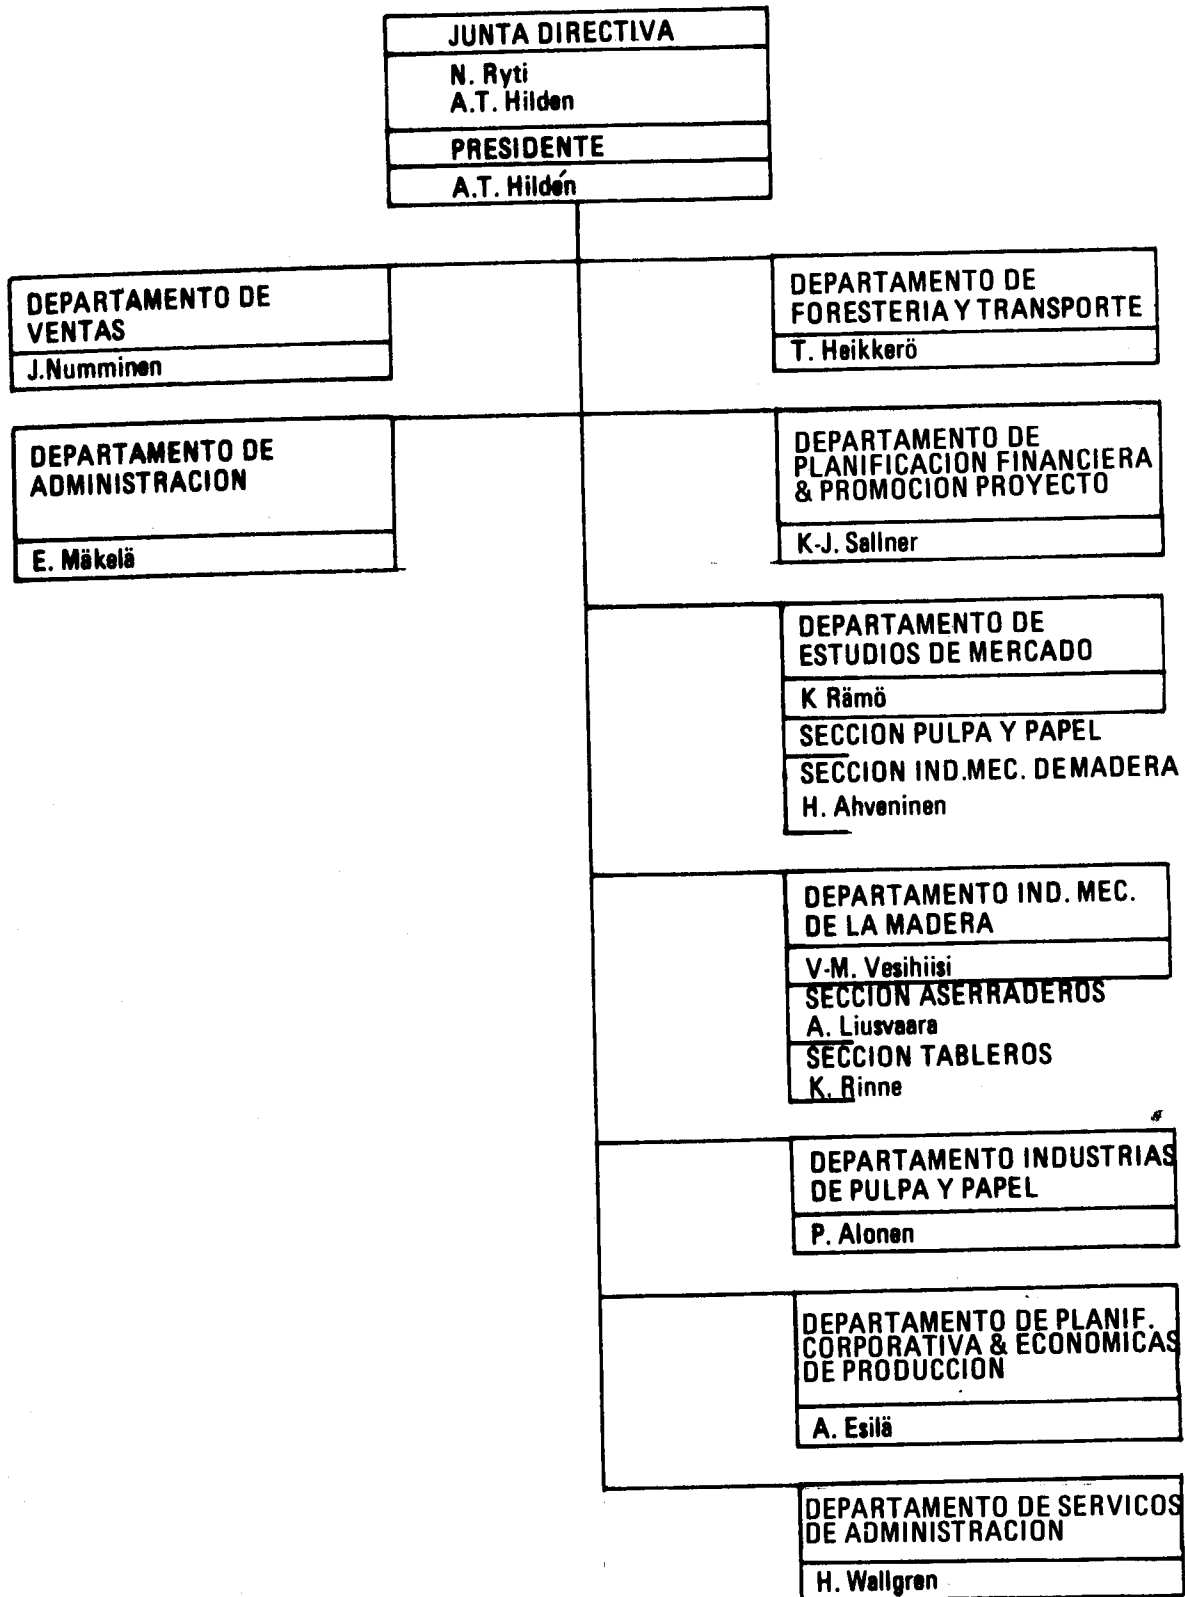 JUNTA DIRECTIVA
N. Ryti
A.T. Hilden
PRESIDENTE
A.T. Hildén
DEPARTAMENTO DE
VENTAS
J.Numminen
DEPARTAMENTO DE
FORESTERIA Y TRANSPORTE
T. Heikkerö
DEPARTAMENTO DE
ADMINISTRACION
E. Mäkelä
DEPARTAMENTO DE
PLANIFICACION FINANCIERA
& PROMOCION PROYECTO
K-J. Sallner
DEPARTAMENTO DE
ESTUDIOS DE MERCADO
K Rämö
SECCION PULPA Y PAPEL
SECCION IND.MEC. DEMADERA
H. Ahveninen
DEPARTAMENTO IND. MEC.
DE LA MADERA
V-M. Vesihiisi
SECCION ASERRADEROS
A. Liusvaara
SECCION TABLEROS
K. Rinne
DEPARTAMENTO INDUSTRIAS
DE PULPA Y PAPEL
P. Alonen
DEPARTAMENTO DE PLANIF.
CORPORATIVA & ECONOMICAS
DE PRODUCCION
A. Esilä
DEPARTAMENTO DE SERVICOS
DE ADMINISTRACION
H. Wallgren